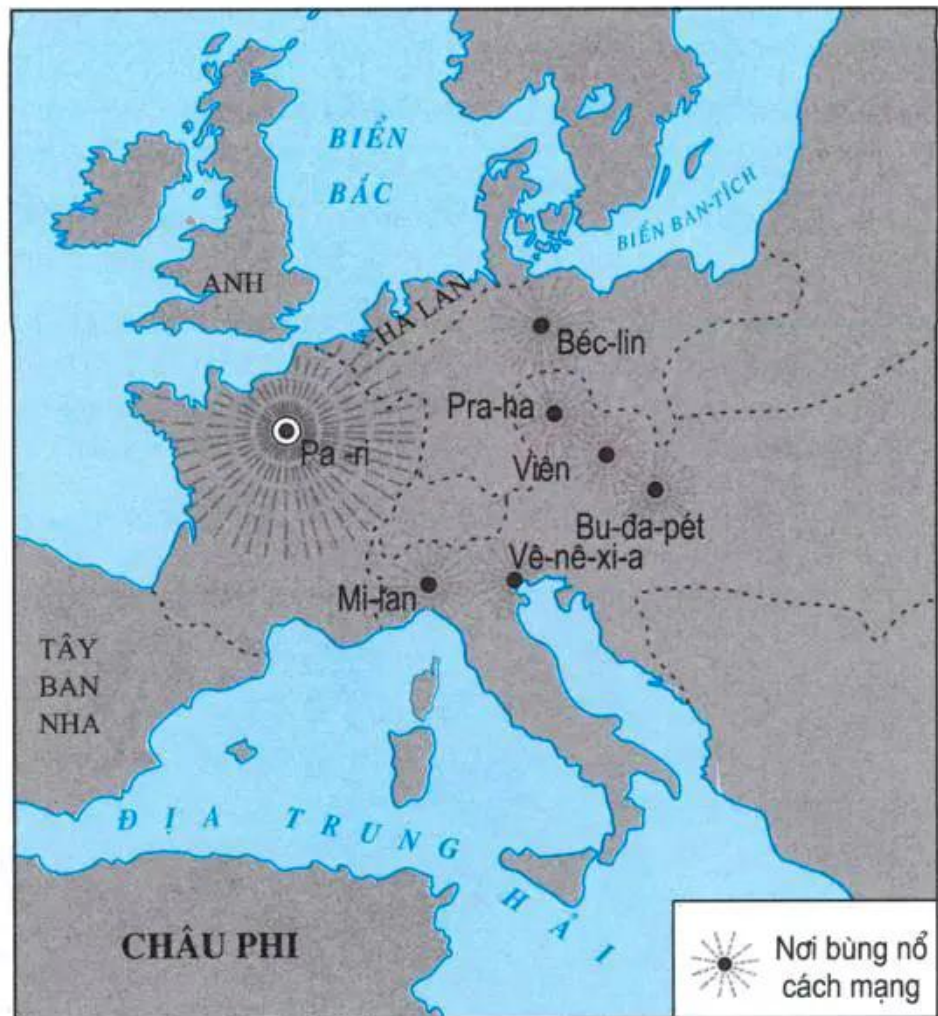 BIỂN
BẮC
BIỂN BAN-TÍCH
ANH
HÀ LAN
Béc-lin
Pra-ha
Pa-ri
Viên
Bu-đa-pét
Vê-nê-xi-a
Mi-lan
TÂY
BAN
NHA
ĐỊA TRUNG HẢI
CHÂU PHI
Nơi bùng nổ
cách mạng